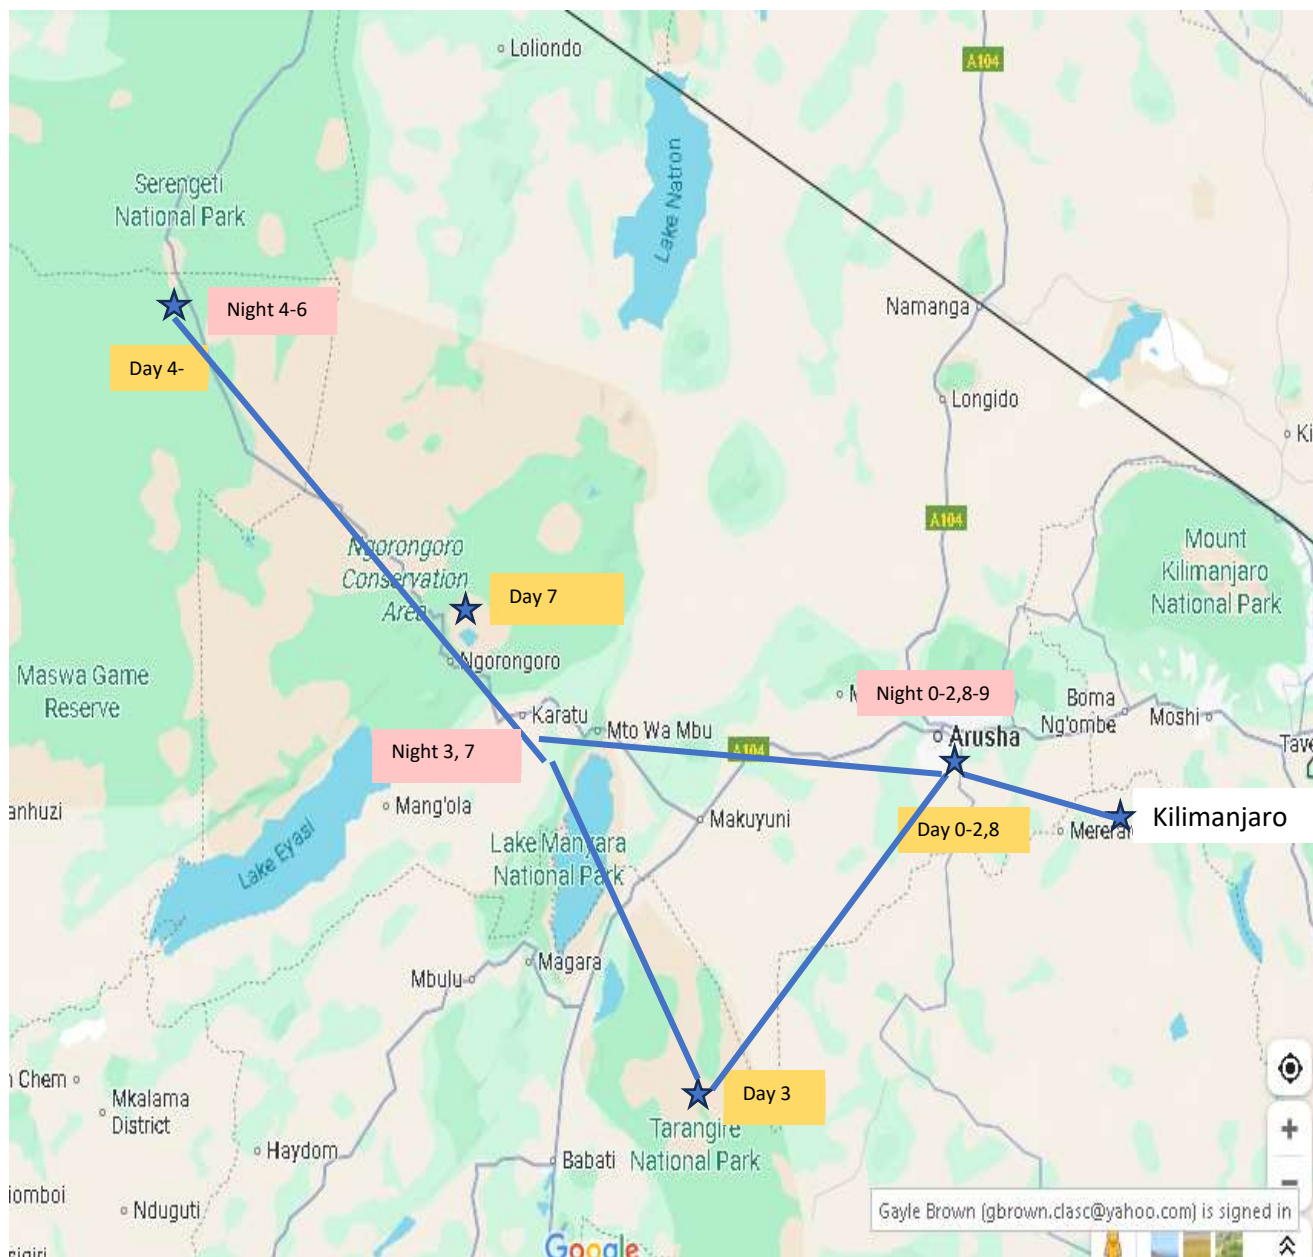 Loliondo
A104
Serengeti
National Park
Lake Natron
Night 4-6
Namanga
Day 4-
Longido
Ki
A104
Ngorongoro
Conservation
Area
Mount
Kilimanjaro
National Park
Day 7
Ngorongoro
Maswa Game
Reserve
M
Night 0-2,8-9
Boma
Ng'ombe
Moshi
Karatu
Mto Wa Mbu
Arusha
Tave
Night 3, 7
A104
Mang'ola
anhuzi
Makuyuni
Day 0-2,8
Mererani
Kilimanjaro
Lake Eyasi
Lake Manyara
National Park
Magara
Mbulu
Chem
Mkalama
District
Day 3
Tarangire
National Park
Haydom
Babati
iomboi
Nduguti
Gayle Brown (gbrown.clasc@yahoo.com) is signed in
Google